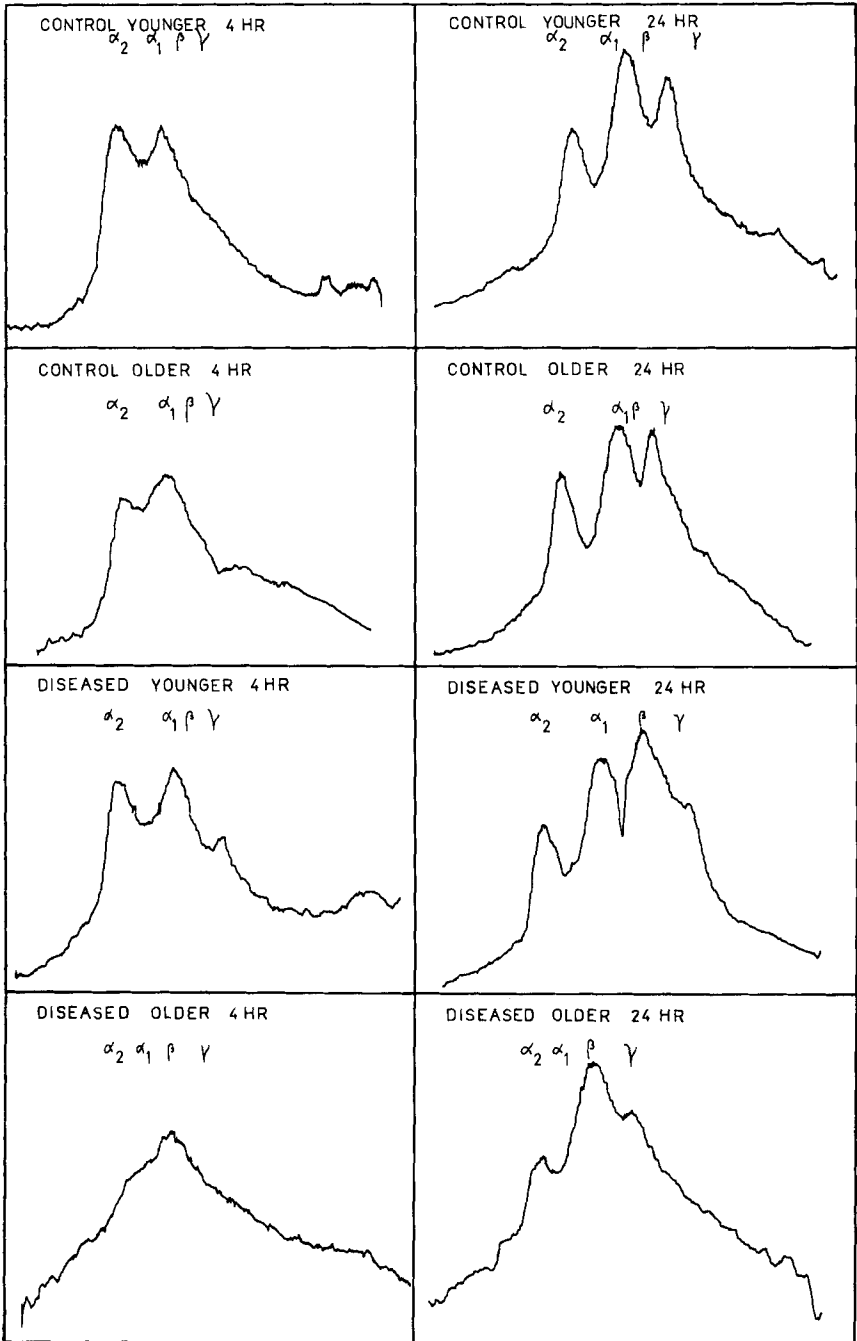 CONTROL YOUNGER 4 HR
α2 α1 β γ
CONTROL YOUNGER 24 HR
α2 α1 β γ
CONTROL OLDER 4 HR
α2 α1 β γ
CONTROL OLDER 24 HR
α2 α1 β γ
DISEASED YOUNGER 4 HR
α2 α1 β γ
DISEASED YOUNGER 24 HR
α2 α1 β γ
DISEASED OLDER 4 HR
α2 α1 β γ
DISEASED OLDER 24 HR
α2 α1 β γ